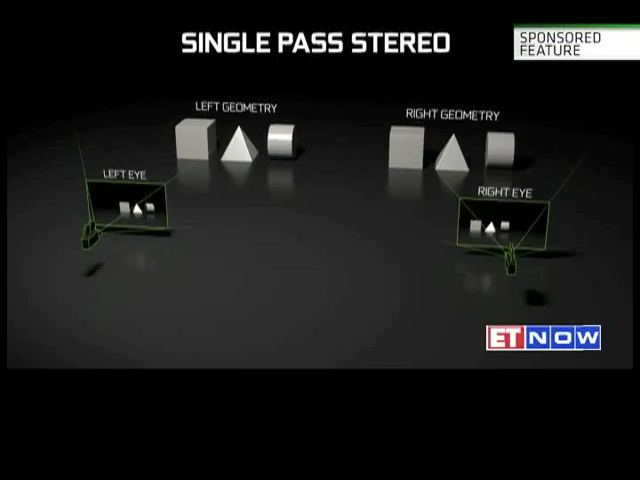 SINGLE PASS STEREO
SPONSORED
FEATURE
LEFT GEOMETRY
RIGHT GEOMETRY
LEFT EYE
RIGHT EYE
ET NOW